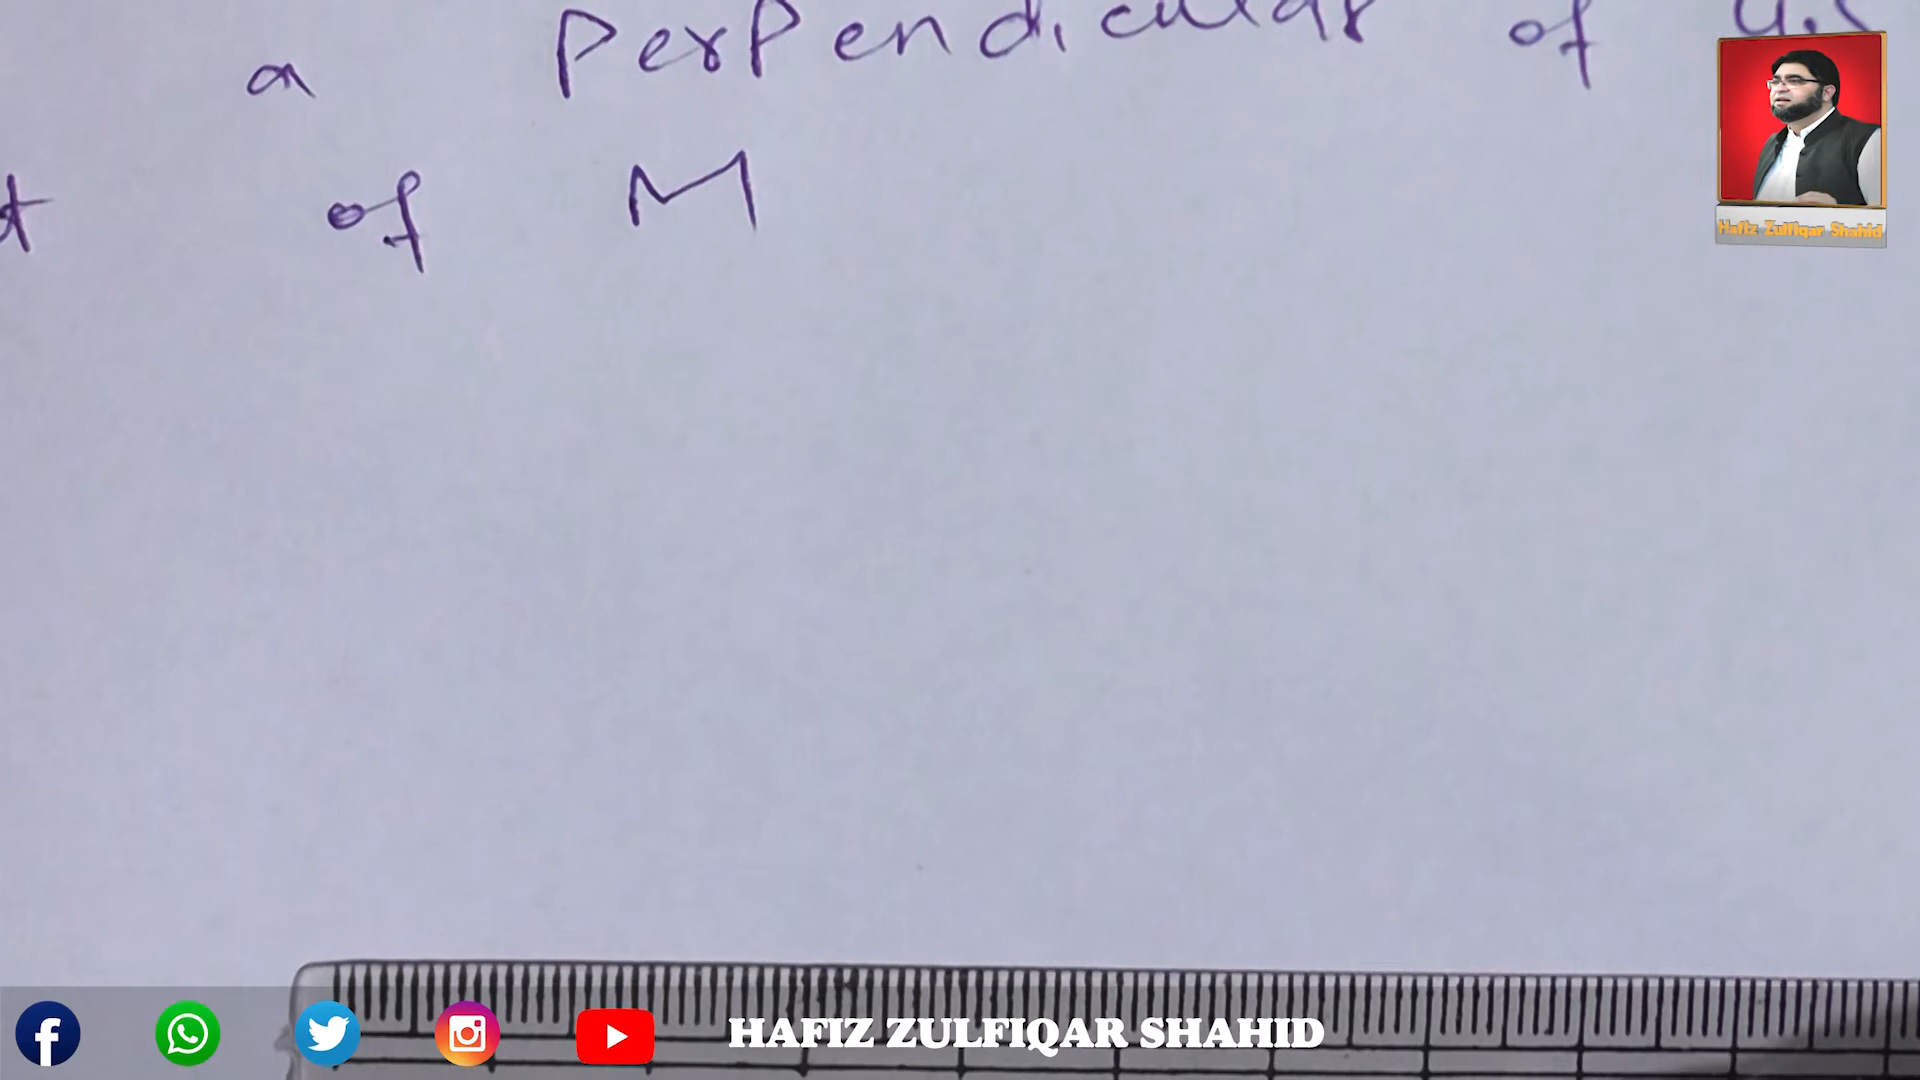 a Perpendicular of
of M
Hafiz Zulfiqar Shahid
HAFIZ ZULFIQAR SHAHID